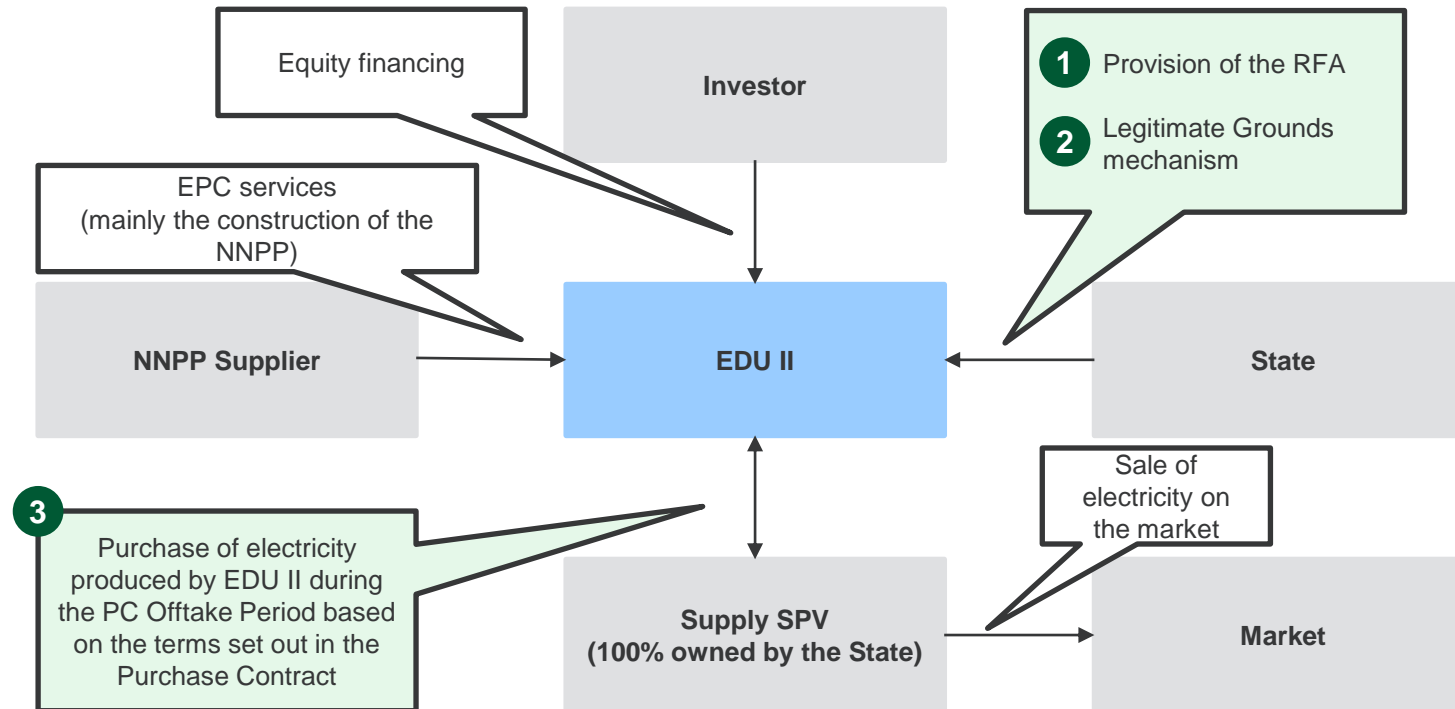 Equity financing
Investor
1 Provision of the RFA
2 Legitimate Grounds
mechanism
EPC services
(mainly the construction of the
NNPP)
NNPP Supplier
EDU II
State
3
Purchase of electricity
produced by EDU II during
the PC Offtake Period based
on the terms set out in the
Purchase Contract
Sale of
electricity on
the market
Supply SPV
(100% owned by the State)
Market